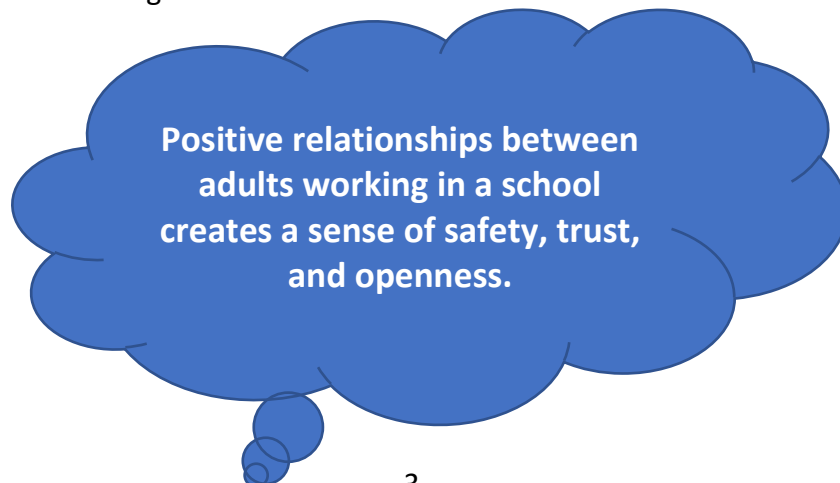 g
Positive relationships between
adults working in a school
creates a sense of safety, trust,
and openness.